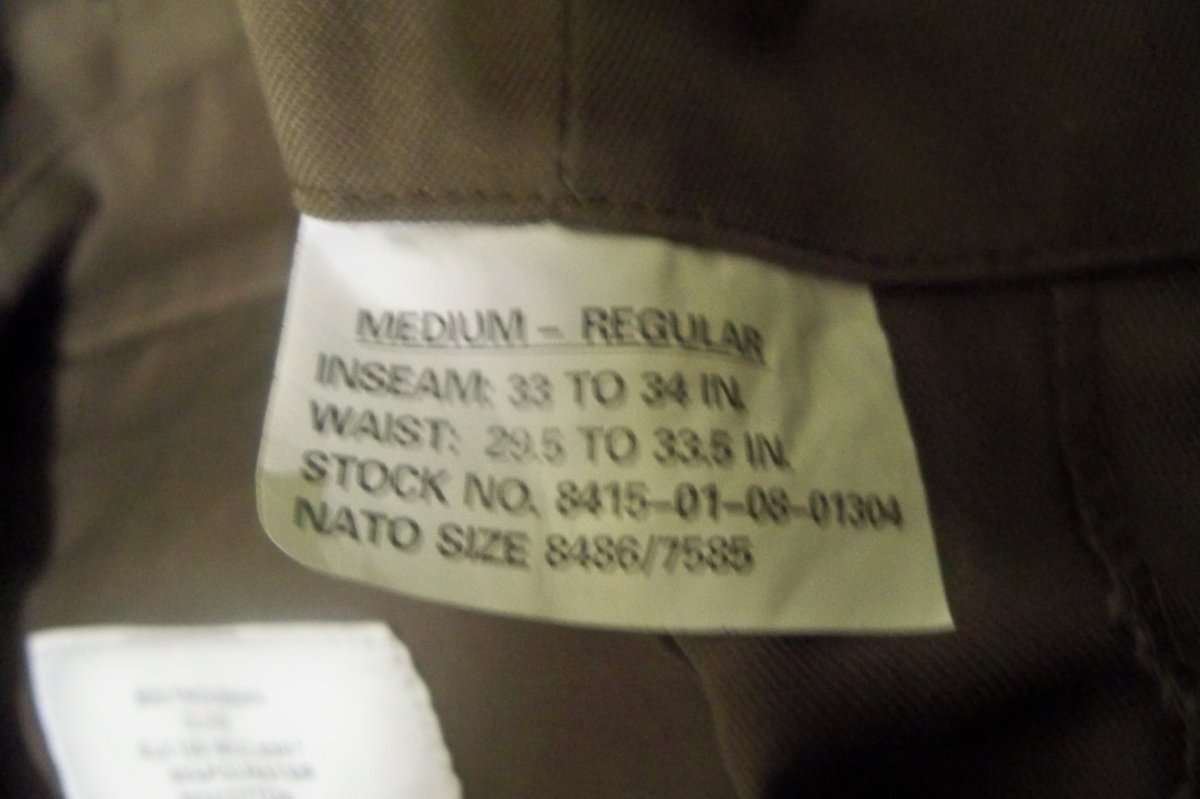 MEDIUM – REGULAR
INSEAM: 33 TO 34 IN.
WAIST: 29.5 TO 33.5 IN.
STOCK NO. 8415–01–08–01304
NATO SIZE 8486/7585